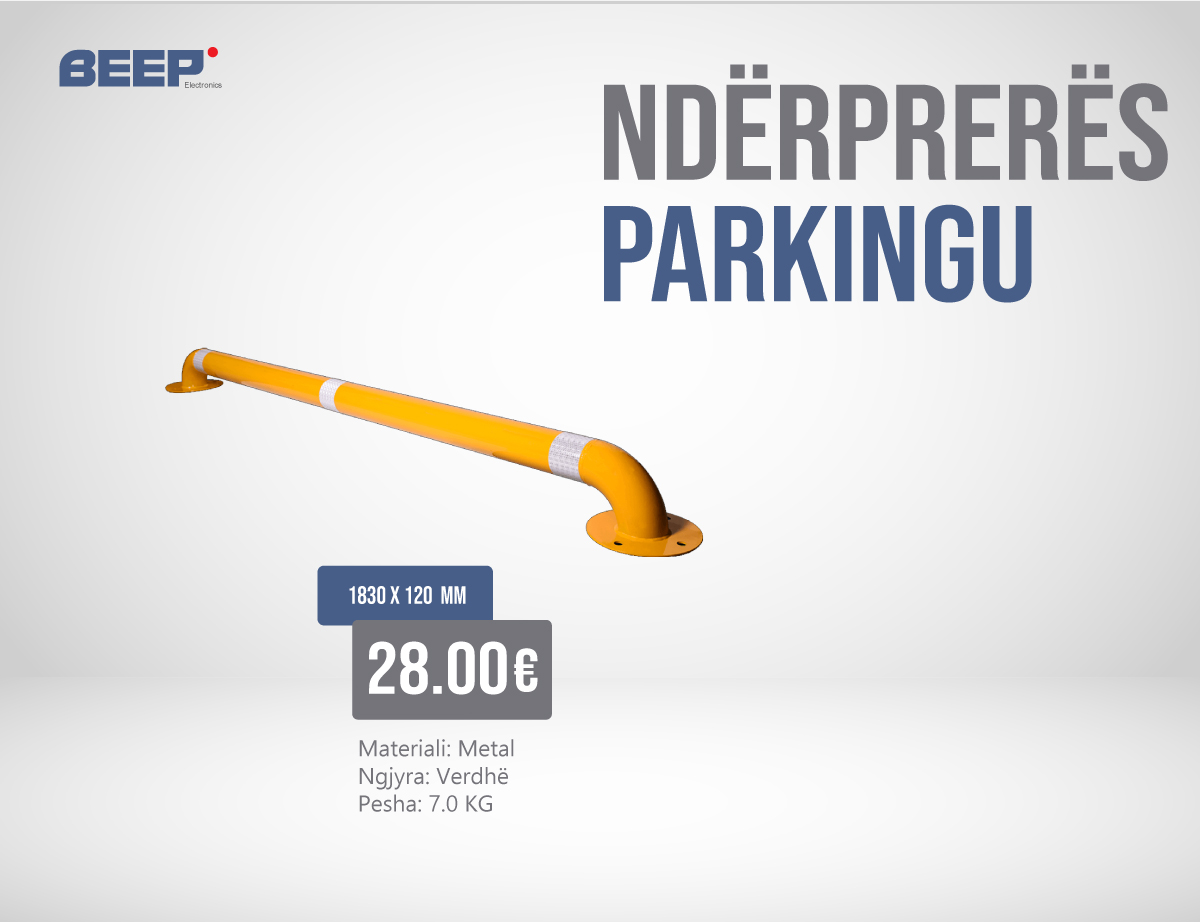 BEEP
Electronics
NDËRPRERËS
PARKINGU
1830 X 120 MM
28.00€
Materiali: Metal
Ngjyra: Verdhë
Pesha: 7.0 KG